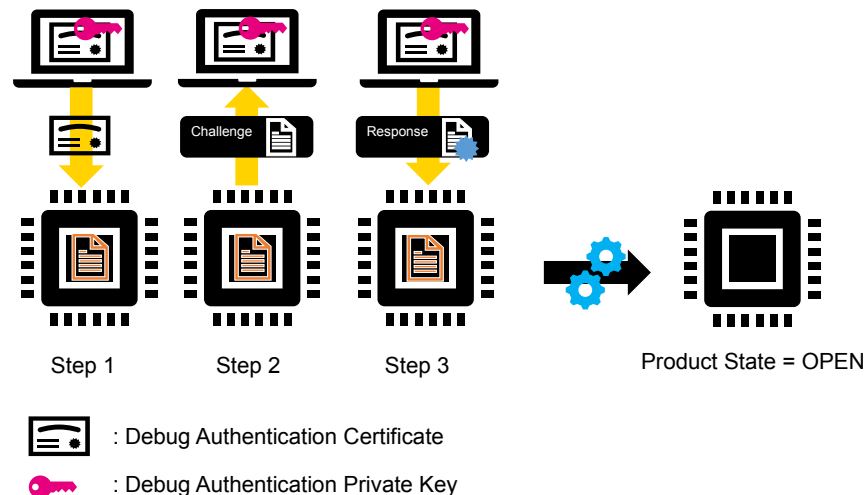 Challenge
Response
Step 1
Step 2
Step 3
Product State = OPEN
: Debug Authentication Certificate
: Debug Authentication Private Key